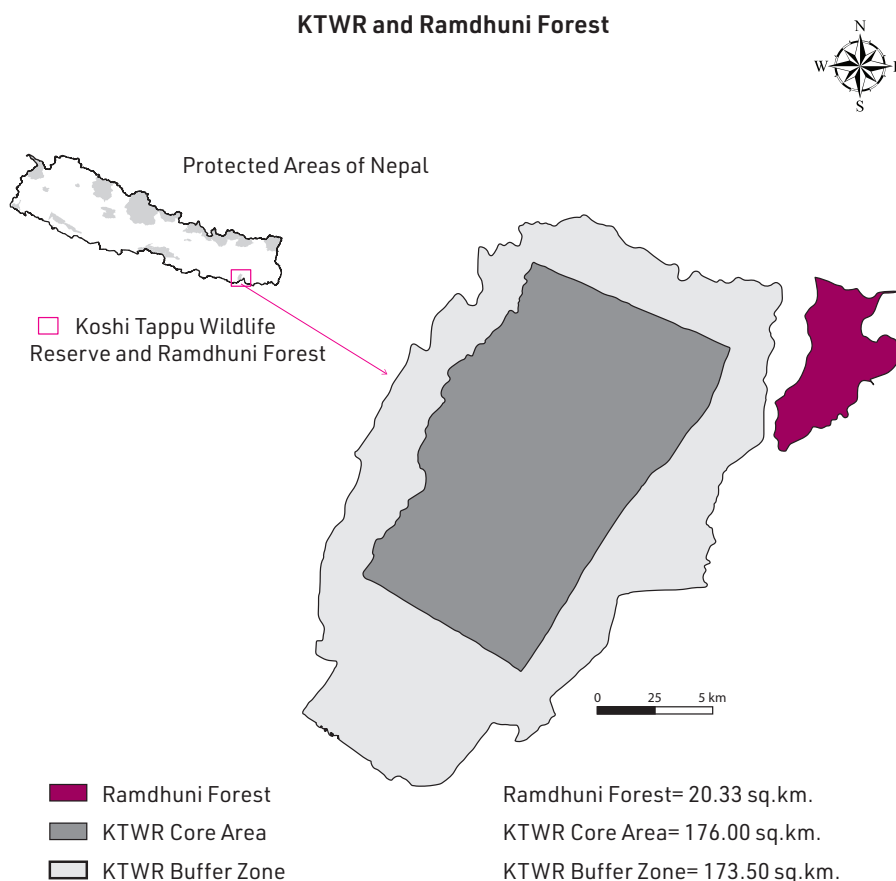 KTWR and Ramdhuni Forest
N
W
E
S
Protected Areas of Nepal
Koshi Tappu Wildlife
Reserve and Ramdhuni Forest
0 25 5 km
Ramdhuni Forest
Ramdhuni Forest= 20.33 sq.km.
KTWR Core Area
KTWR Core Area= 176.00 sq.km.
KTWR Buffer Zone
KTWR Buffer Zone= 173.50 sq.km.